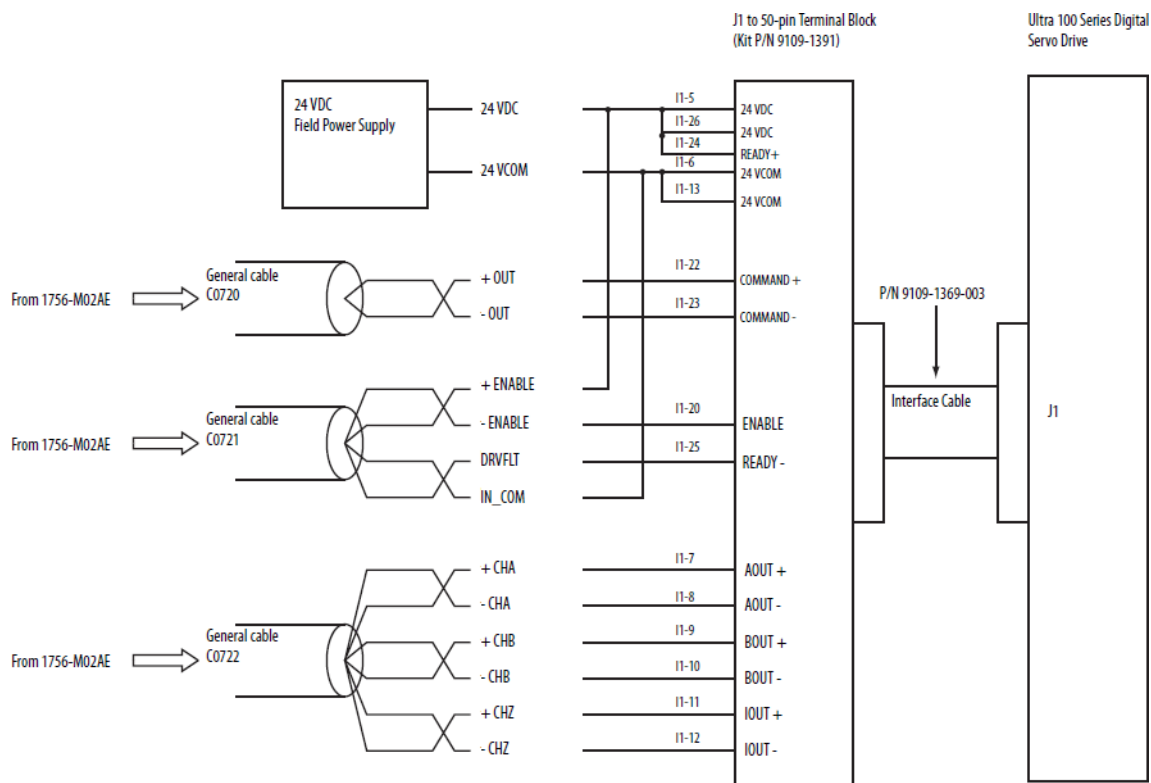 J1 to 50-pin Terminal Block
(Kit P/N 9109-1391)
Ultra 100 Series Digital
Servo Drive
24 VDC
Field Power Supply
24 VDC
24 VCOM
I1-5
I1-26
I1-24
I1-6
I1-13
24 VDC
24 VDC
READY+
24 VCOM
24 VCOM
From 1756-M02AE
General cable
C0720
+ OUT
- OUT
I1-22
I1-23
COMMAND +
COMMAND -
P/N 9109-1369-003
Interface Cable
J1
From 1756-M02AE
General cable
C0721
+ ENABLE
- ENABLE
DRVFLT
IN_COM
I1-20
I1-25
ENABLE
READY -
From 1756-M02AE
General cable
C0722
+ CHA
- CHA
+ CHB
- CHB
+ CHZ
- CHZ
I1-7
I1-8
I1-9
I1-10
I1-11
I1-12
AOUT +
AOUT -
BOUT +
BOUT -
IOUT +
IOUT -